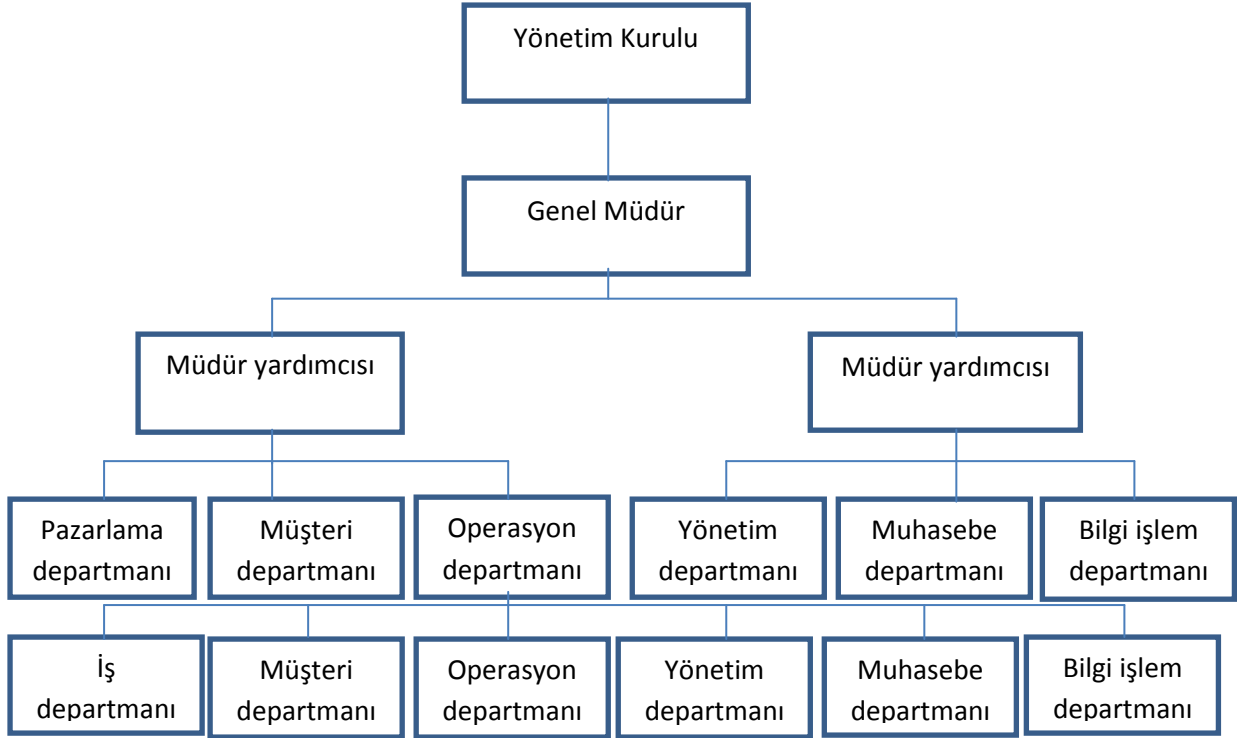 Yönetim Kurulu
Genel Müdür
Müdür yardımcısı
Müdür yardımcısı
Pazarlama
departmanı
Müşteri
departmanı
Operasyon
departmanı
Yönetim
departmanı
Muhasebe
departmanı
Bilgi işlem
departmanı
İş
departmanı
Müşteri
departmanı
Operasyon
departmanı
Yönetim
departmanı
Muhasebe
departmanı
Bilgi işlem
departmanı